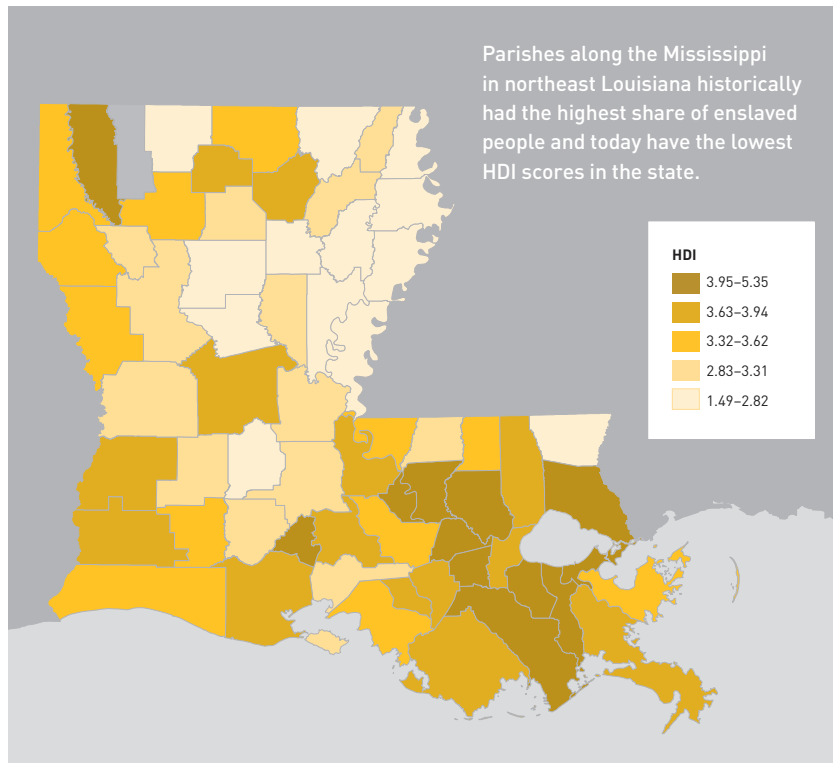 Parishes along the Mississippi
in northeast Louisiana historically
had the highest share of enslaved
people and today have the lowest
HDI scores in the state.
HDI
3.95–5.35
3.63–3.94
3.32–3.62
2.83–3.31
1.49–2.82